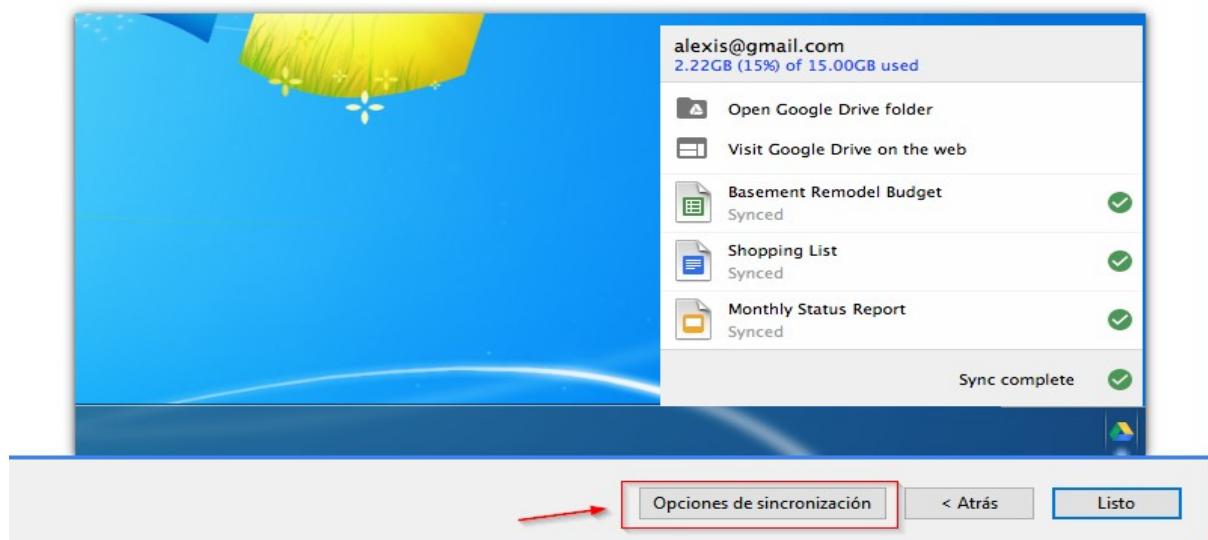 alexis@gmail.com
2.22GB (15%) of 15.00GB used
Open Google Drive folder
Visit Google Drive on the web
Basement Remodel Budget
Synced
Shopping List
Synced
Monthly Status Report
Synced
Sync complete
Opciones de sincronización
< Atrás
Listo